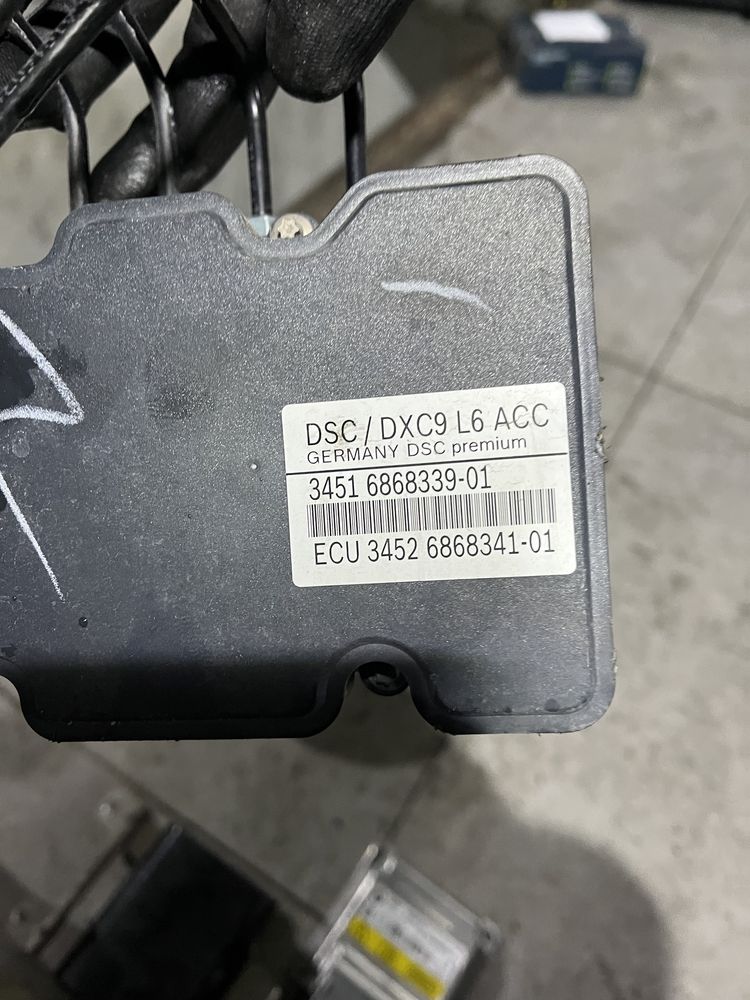 DSC / DXC9 L6 ACC
GERMANY DSC premium
3451 6868339-01
ECU 3452 6868341-01